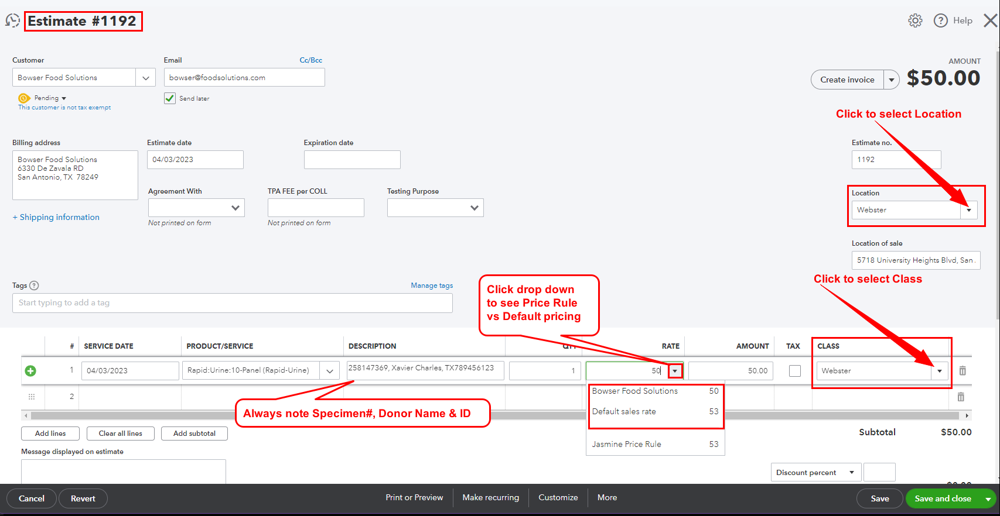 Estimate #1192
Help
Customer
Email
Cc/Bcc
AMOUNT
Bowser Food Solutions
bowser@foodsolutions.com
Create invoice
$50.00
Pending
Send later
This customer is not tax exempt
Click to select Location
Billing address
Estimate date
Expiration date
Estimate no.
Bowser Food Solutions
6330 De Zavala RD
San Antonio, TX 78249
04/03/2023
1192
Agreement With
TPA FEE per COLL
Testing Purpose
Location
Webster
+ Shipping information
Not printed on form
Not printed on form
Location of sale
5718 University Heights Blvd, San
Click to select Class
Tags ?
Manage tags
Start typing to add a tag
Click drop down
to see Price Rule
vs Default pricing
# SERVICE DATE PRODUCT/SERVICE DESCRIPTION QTY RATE AMOUNT TAX CLASS
1 04/03/2023 Rapid:Urine:10-Panel (Rapid-Urine) 258147369, Xavier Charles, TX789456123 1 50 50.00 Webster
2
Bowser Food Solutions 50
Default sales rate 53
Jasmine Price Rule 53
Always note Specimen#, Donor Name & ID
Add lines
Clear all lines
Add subtotal
Subtotal $50.00
Message displayed on estimate
Discount percent
Cancel
Revert
Print or Preview
Make recurring
Customize
More
Save
Save and close